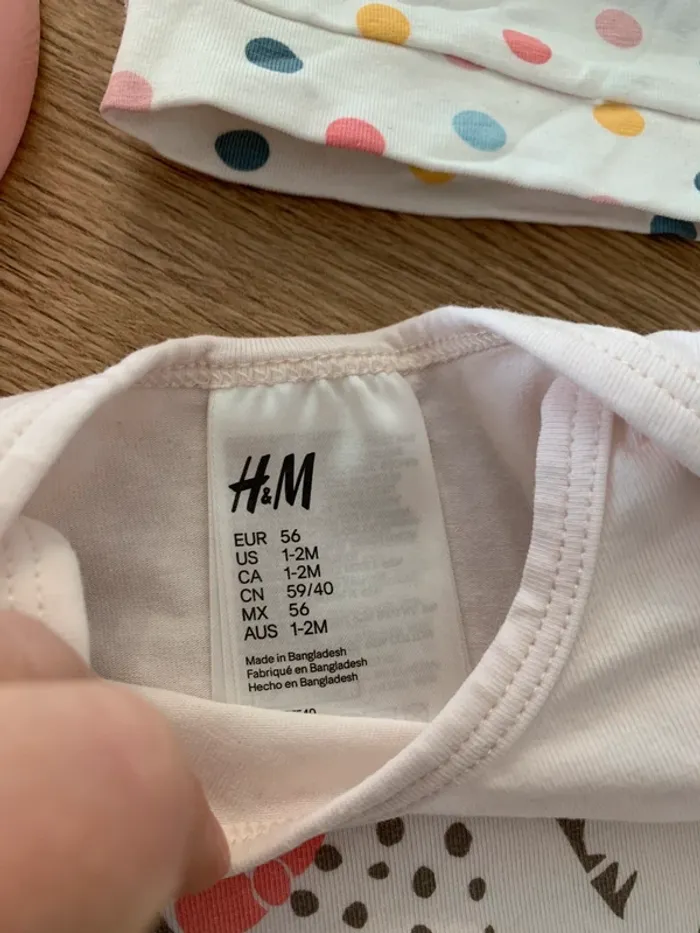 H&M
EUR 56
US 1-2M
CA 1-2M
CN 59/40
MX 56
AUS 1-2M
Made in Bangladesh
Fabriqué en Bangladesh
Hecho en Bangladesh